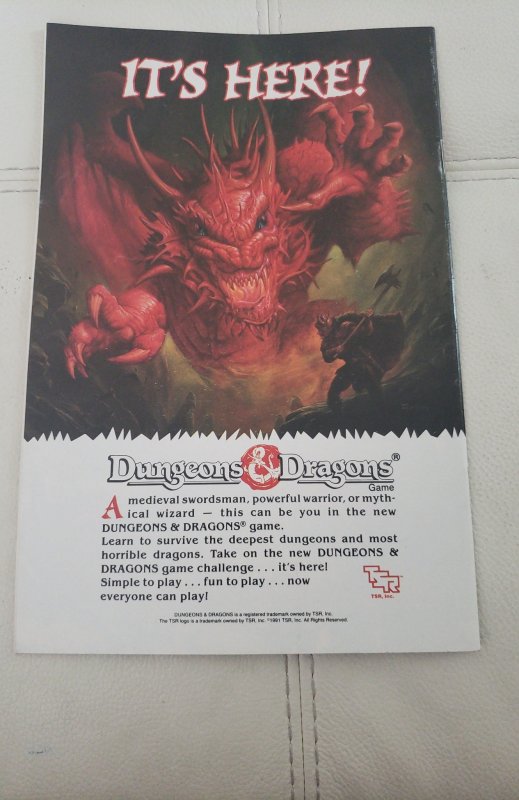 IT'S HERE!
Dungeons & Dragons®
Game
A medieval swordsman, powerful warrior, or myth-
ical wizard — this can be you in the new
DUNGEONS & DRAGONS® game.
Learn to survive the deepest dungeons and most
horrible dragons. Take on the new DUNGEONS &
DRAGONS game challenge . . . it's here!
Simple to play . . . fun to play . . . now
everyone can play!
TSR
TSR, Inc.
DUNGEONS & DRAGONS is a registered trademark owned by TSR, Inc.
The TSR logo is a trademark owned by TSR, Inc. ©1991 TSR, Inc. All Rights Reserved.